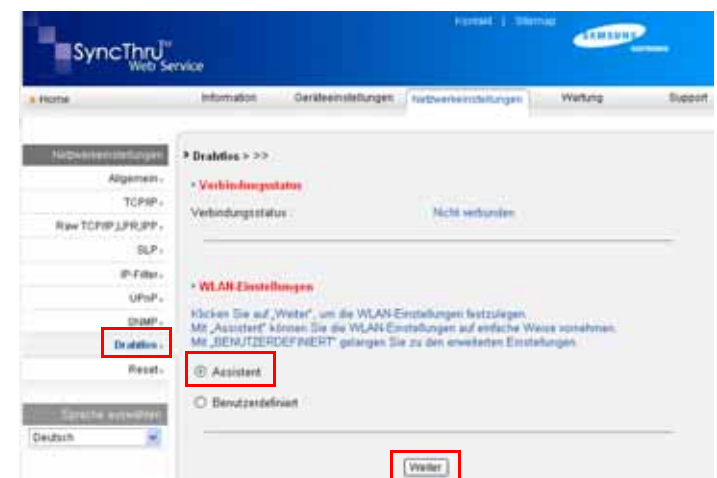 Kontakt | Sitemap
SAMSUNG
ELECTRONICS
SyncThru™
Web Service
Home
Information Geräteeinstellungen Netzwerkeinstellungen Wartung Support
Netzwerkeinstellungen
Allgemein
TCP/IP
Raw TCP/IP,LPR,IPP
SLP
IP-Filter
UPnP
SNMP
Drahtlos
Reset
Sprache auswählen
Deutsch
Drahtlos > >>
Verbindungsstatus
Verbindungsstatus Nicht verbunden
WLAN-Einstellungen
Klicken Sie auf „Weiter“, um die WLAN-Einstellungen festzulegen.
Mit „Assistent“ können Sie die WLAN-Einstellungen auf einfache Weise vornehmen.
Mit „BENUTZERDEFINIERT“ gelangen Sie zu den erweiterten Einstellungen.
Assistent
Benutzerdefiniert
Weiter